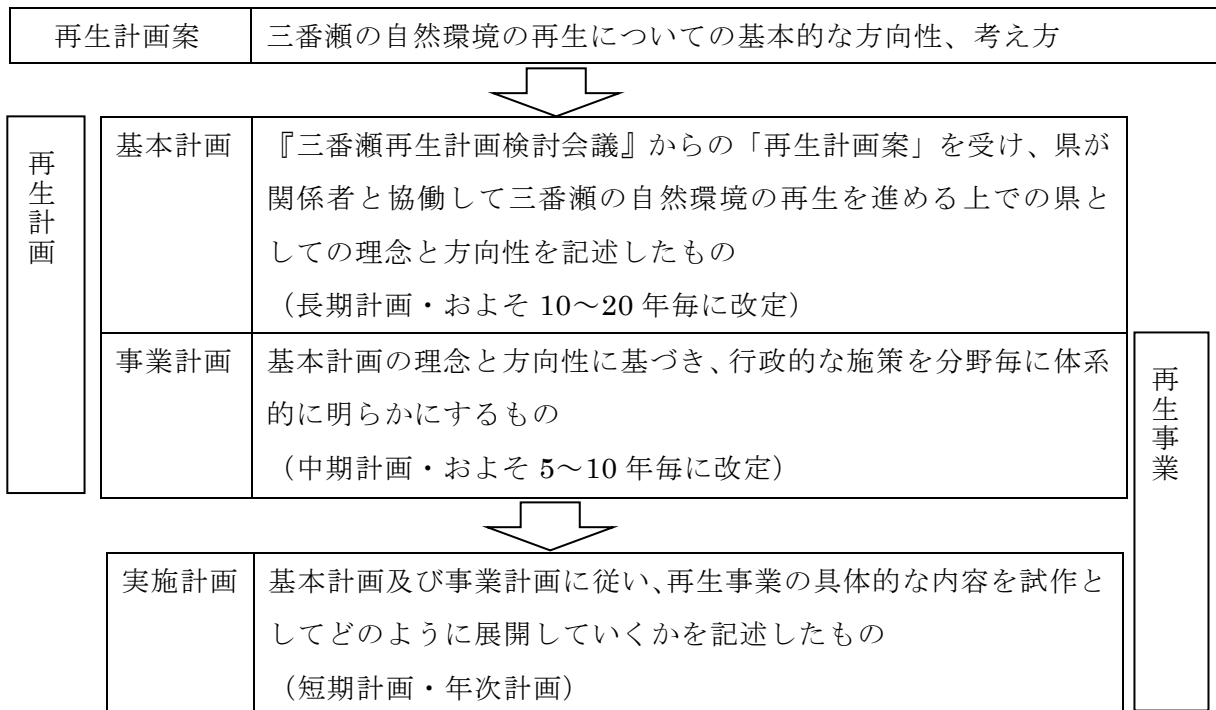 再生計画案 三番瀬の自然環境の再生についての基本的な方向性、考え方
再生計画
基本計画 『三番瀬再生計画検討会議』からの「再生計画案」を受け、県が
関係者と協働して三番瀬の自然環境の再生を進める上での県と
しての理念と方向性を記述したもの
（長期計画・およそ 10～20 年毎に改定）
事業計画 基本計画の理念と方向性に基づき、行政的な施策を分野毎に体系
的に明らかにするもの
（中期計画・およそ 5～10 年毎に改定）
再生事業
実施計画 基本計画及び事業計画に従い、再生事業の具体的な内容を試作と
してどのように展開していくかを記述したもの
（短期計画・年次計画）